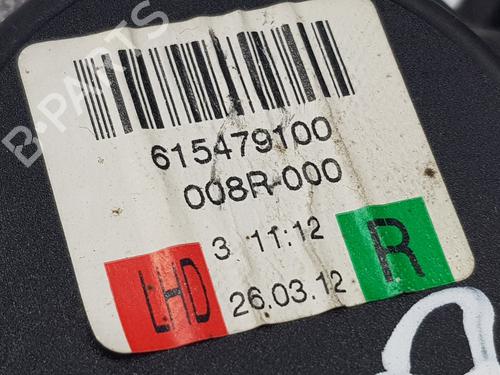 B-PARTS
615479100
008R-000
3 11:12
LHD 26.03.12 R